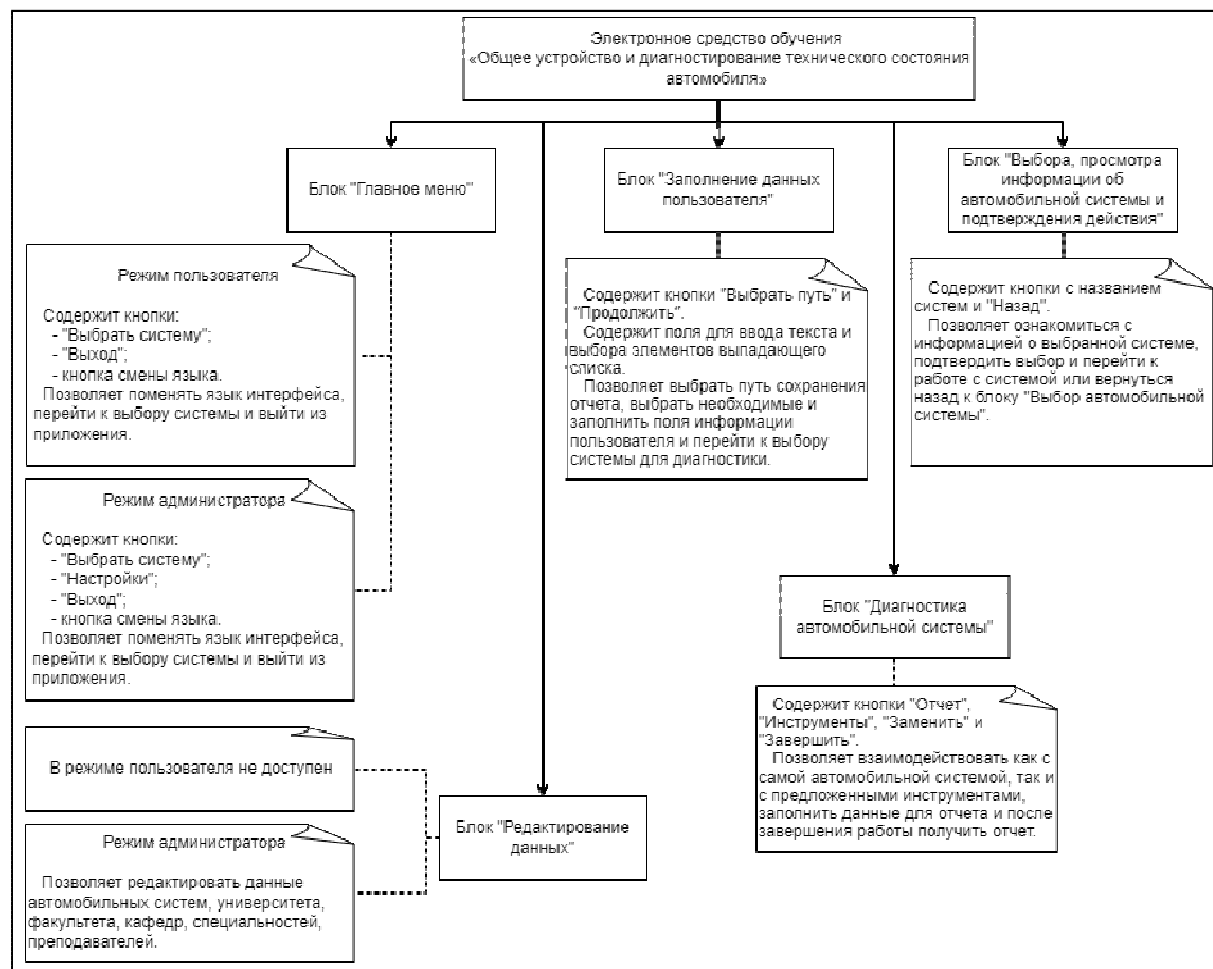 Электронное средство обучения
«Общее устройство и диагностирование технического состояния
автомобиля»
Блок "Главное меню"
Блок "Заполнение данных
пользователя"
Блок "Выбора, просмотра
информации об
автомобильной системы и
подтверждения действия"
Режим пользователя
Содержит кнопки:
- "Выбрать систему";
- "Выход";
- кнопка смены языка.
Позволяет поменять язык интерфейса,
перейти к выбору системы и выйти из
приложения.
Содержит кнопки "Выбрать путь" и
"Продолжить".
Содержит поля для ввода текста и
выбора элементов выпадающего
списка.
Позволяет выбрать путь сохранения
отчета, выбрать необходимые и
заполнить поля информации
пользователя и перейти к выбору
системы для диагностики.
Содержит кнопки с названием
систем и "Назад".
Позволяет ознакомиться с
информацией о выбранной системе,
подтвердить выбор и перейти к
работе с системой или вернуться
назад к блоку "Выбор автомобильной
системы".
Режим администратора
Содержит кнопки:
- "Выбрать систему";
- "Настройки";
- "Выход";
- кнопка смены языка.
Позволяет поменять язык интерфейса,
перейти к выбору системы и выйти из
приложения.
Блок "Диагностика
автомобильной системы"
Содержит кнопки "Отчет",
"Инструменты", "Заменить" и
"Завершить".
Позволяет взаимодействовать как с
самой автомобильной системой, так и
с предложенными инструментами,
заполнить данные для отчета и после
завершения работы получить отчет.
В режиме пользователя не доступен
Блок "Редактирование
данных"
Режим администратора
Позволяет редактировать данные
автомобильных систем, университета,
факультета, кафедр, специальностей,
преподавателей.